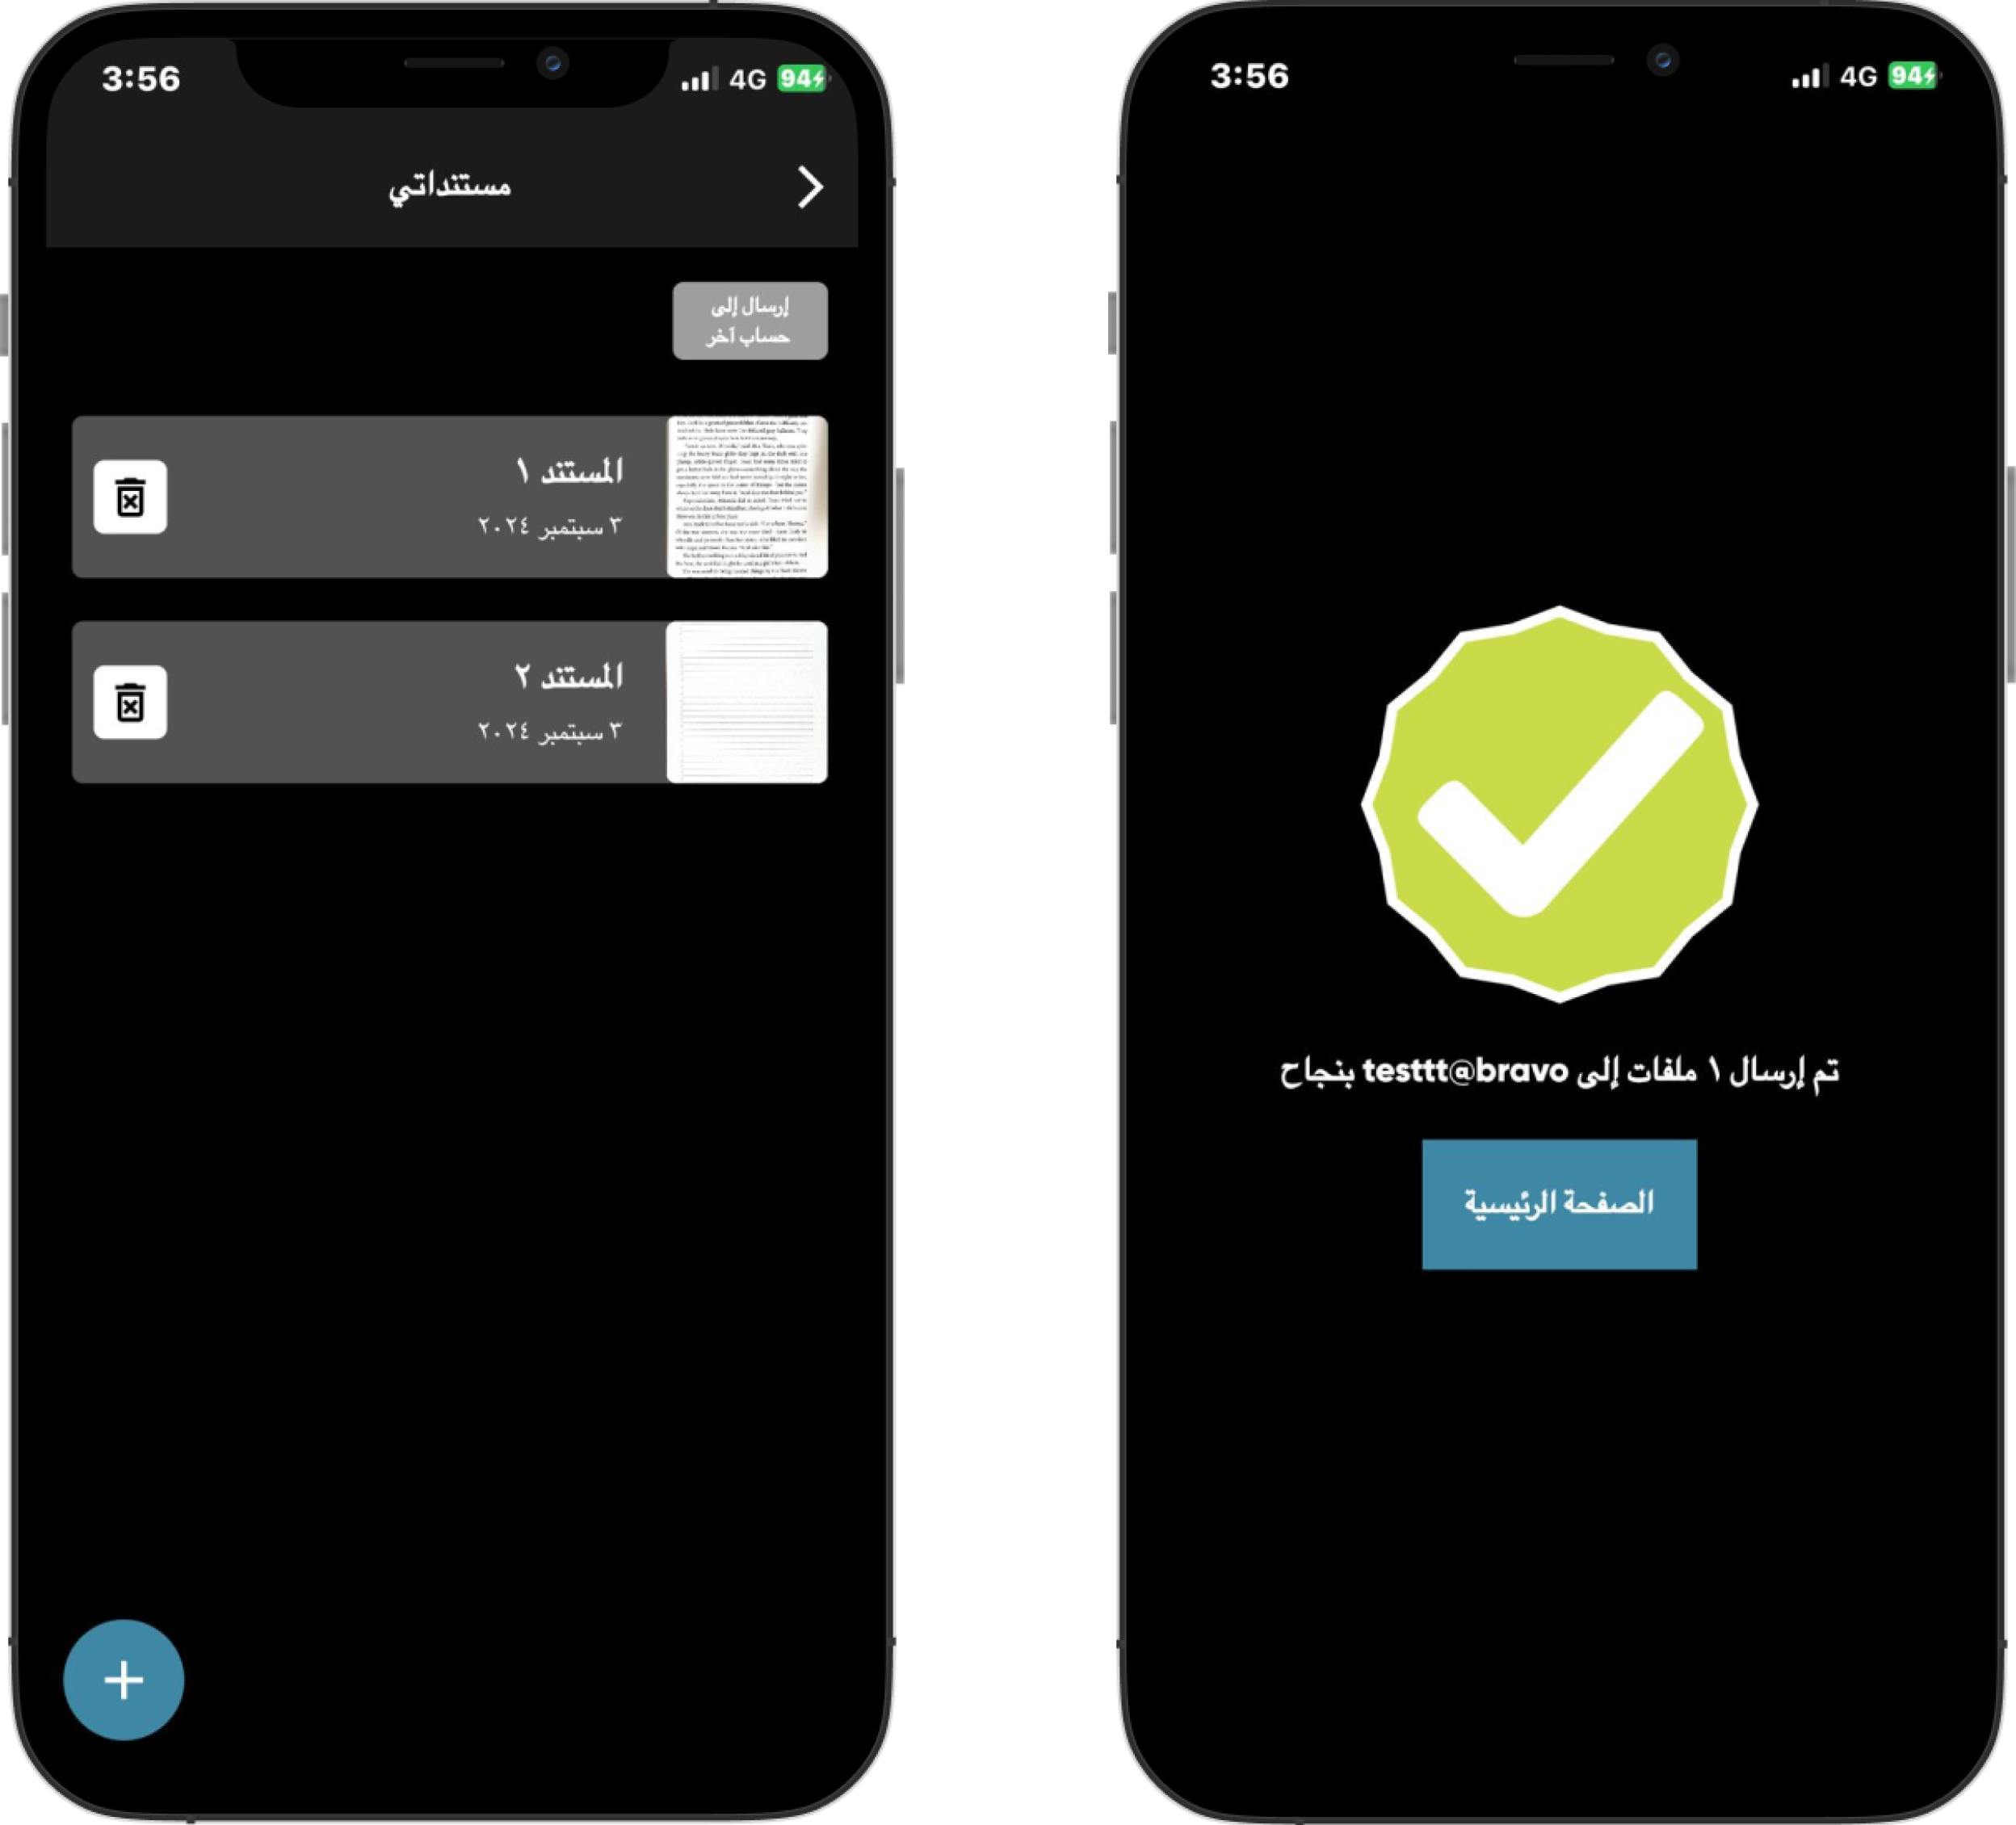 3:56
4G 94
مستنداتي
إرسال إلى
حساب آخر
المستند ١
٣ سبتمبر ٢٠٢٤
المستند ٢
٣ سبتمبر ٢٠٢٤
3:56
4G 94
تم إرسال ١ ملفات إلى testtt@bravo بنجاح
الصفحة الرئيسية